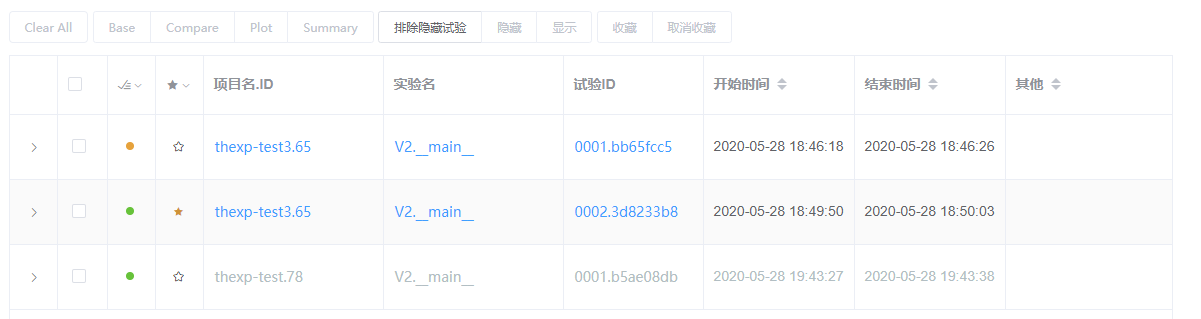 Clear All Base Compare Plot Summary 排除隐藏试验 隐藏 显示 收藏 取消收藏
项目名.ID 实验名 试验ID 开始时间 结束时间 其他
thexp-test3.65 V2.__main__ 0001.bb65fcc5 2020-05-28 18:46:18 2020-05-28 18:46:26
thexp-test3.65 V2.__main__ 0002.3d8233b8 2020-05-28 18:49:50 2020-05-28 18:50:03
thexp-test.78 V2.__main__ 0001.b5ae08db 2020-05-28 19:43:27 2020-05-28 19:43:38